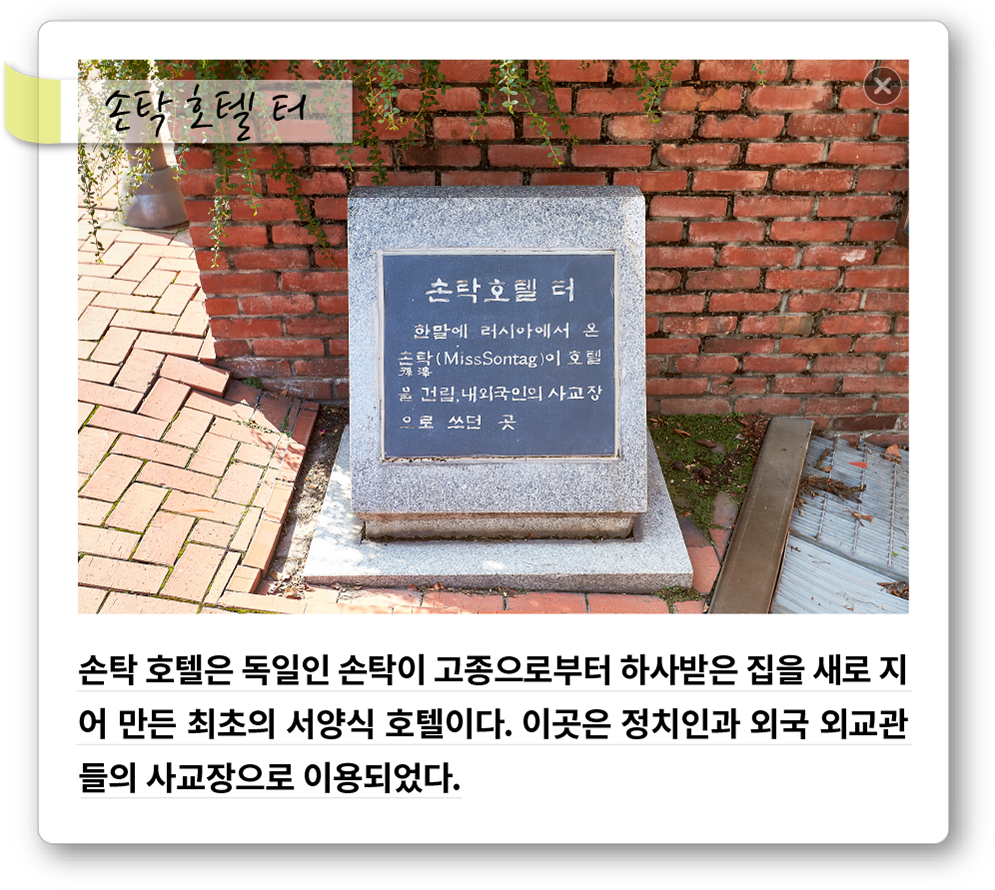 손탁 호텔 터
손탁호텔 터
한말에 러시아에서 온
손탁(MissSontag)이 호텔
孫澤
을 건립,내외국인의 사교장
으로 쓰던 곳
손탁 호텔은 독일인 손탁이 고종으로부터 하사받은 집을 새로 지
어 만든 최초의 서양식 호텔이다. 이곳은 정치인과 외국 외교관
들의 사교장으로 이용되었다.